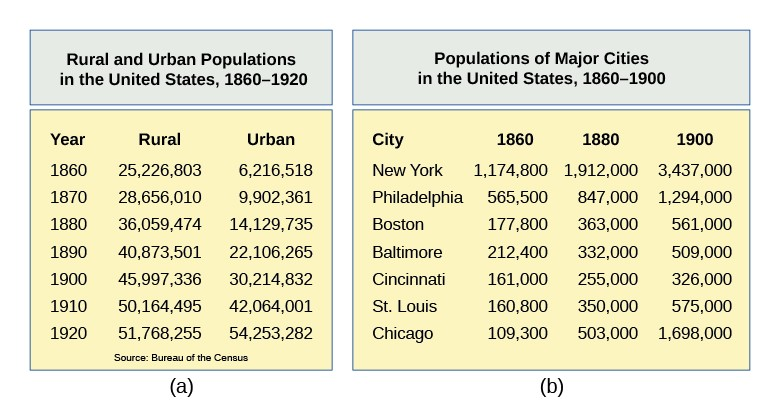 Rural and Urban Populations
in the United States, 1860–1920
Year Rural Urban
1860 25,226,803 6,216,518
1870 28,656,010 9,902,361
1880 36,059,474 14,129,735
1890 40,873,501 22,106,265
1900 45,997,336 30,214,832
1910 50,164,495 42,064,001
1920 51,768,255 54,253,282
Source: Bureau of the Census
(a)
Populations of Major Cities
in the United States, 1860–1900
City 1860 1880 1900
New York 1,174,800 1,912,000 3,437,000
Philadelphia 565,500 847,000 1,294,000
Boston 177,800 363,000 561,000
Baltimore 212,400 332,000 509,000
Cincinnati 161,000 255,000 326,000
St. Louis 160,800 350,000 575,000
Chicago 109,300 503,000 1,698,000
(b)